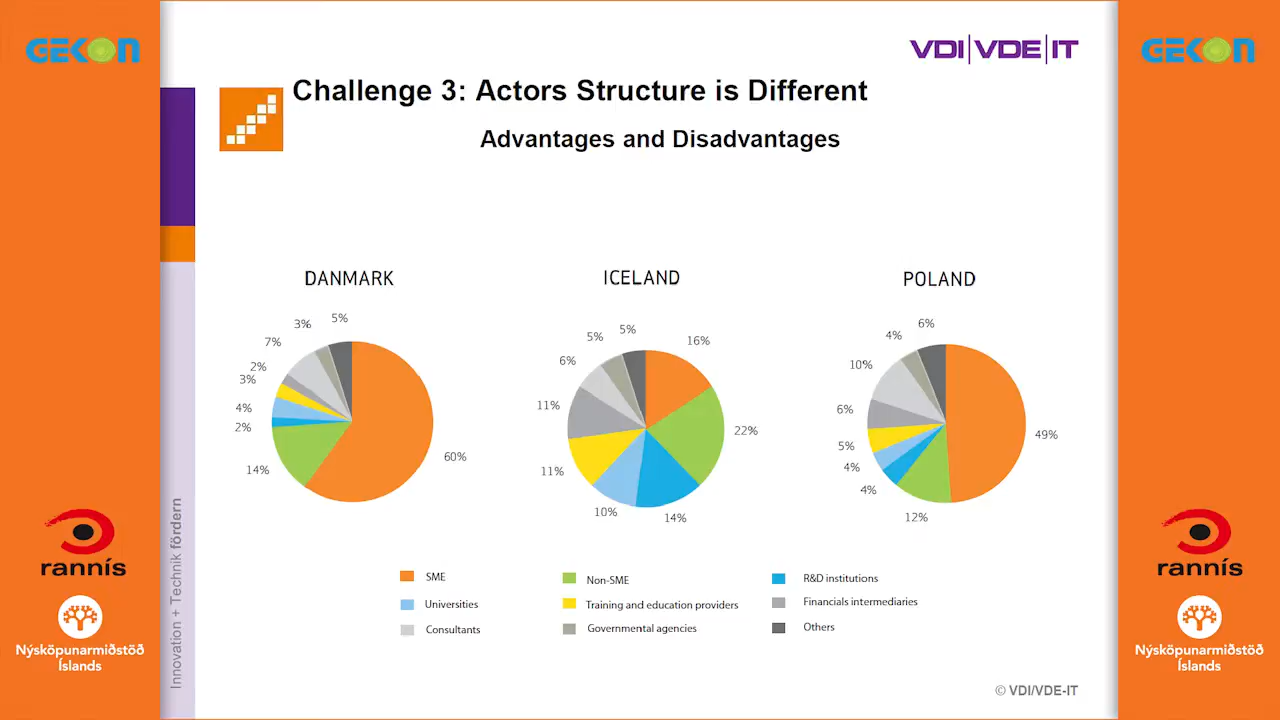 GEKON
VDI|VDE|IT
GEKON
Challenge 3: Actors Structure is Different
Advantages and Disadvantages
DANMARK
5%
3%
7%
2%
3%
4%
2%
14%
60%
ICELAND
5%
5%
16%
6%
11%
22%
11%
10%
14%
POLAND
6%
4%
10%
6%
49%
5%
4%
4%
12%
SME
Non-SME
R&D institutions
Universities
Training and education providers
Financials intermediaries
Consultants
Governmental agencies
Others
Innovation + Technik fördern
© VDI/VDE-IT
rannís
Nýsköpunarmiðstöð
Íslands
rannís
Nýsköpunarmiðstöð
Íslands